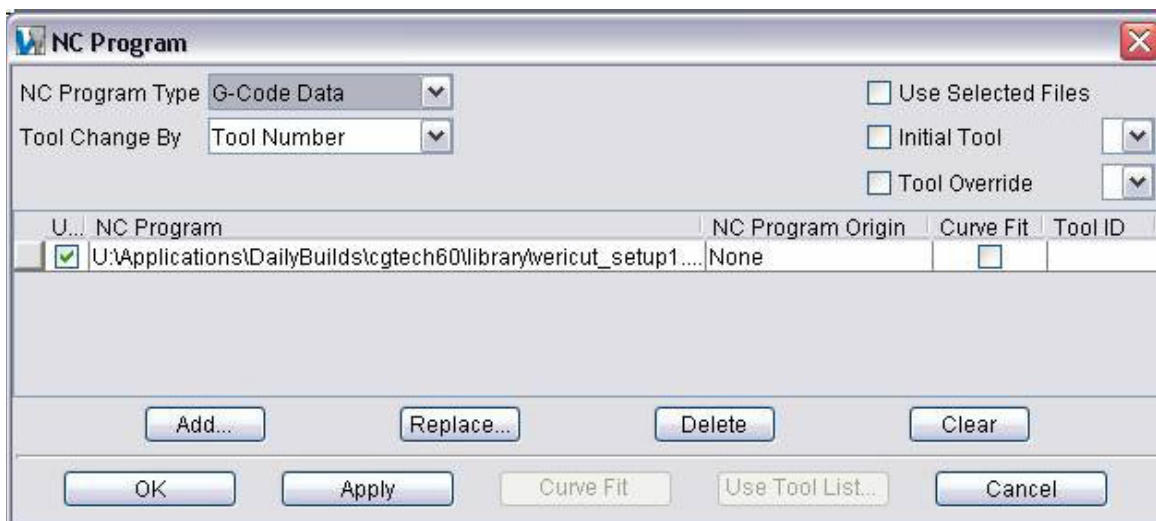 NC Program
NC Program Type G-Code Data Use Selected Files
Tool Change By Tool Number Initial Tool
Tool Override
U... NC Program NC Program Origin Curve Fit Tool ID
U:\Applications\DailyBuilds\cgtech60\library\vericut_setup1.... None
Add... Replace... Delete Clear
OK Apply Curve Fit Use Tool List... Cancel